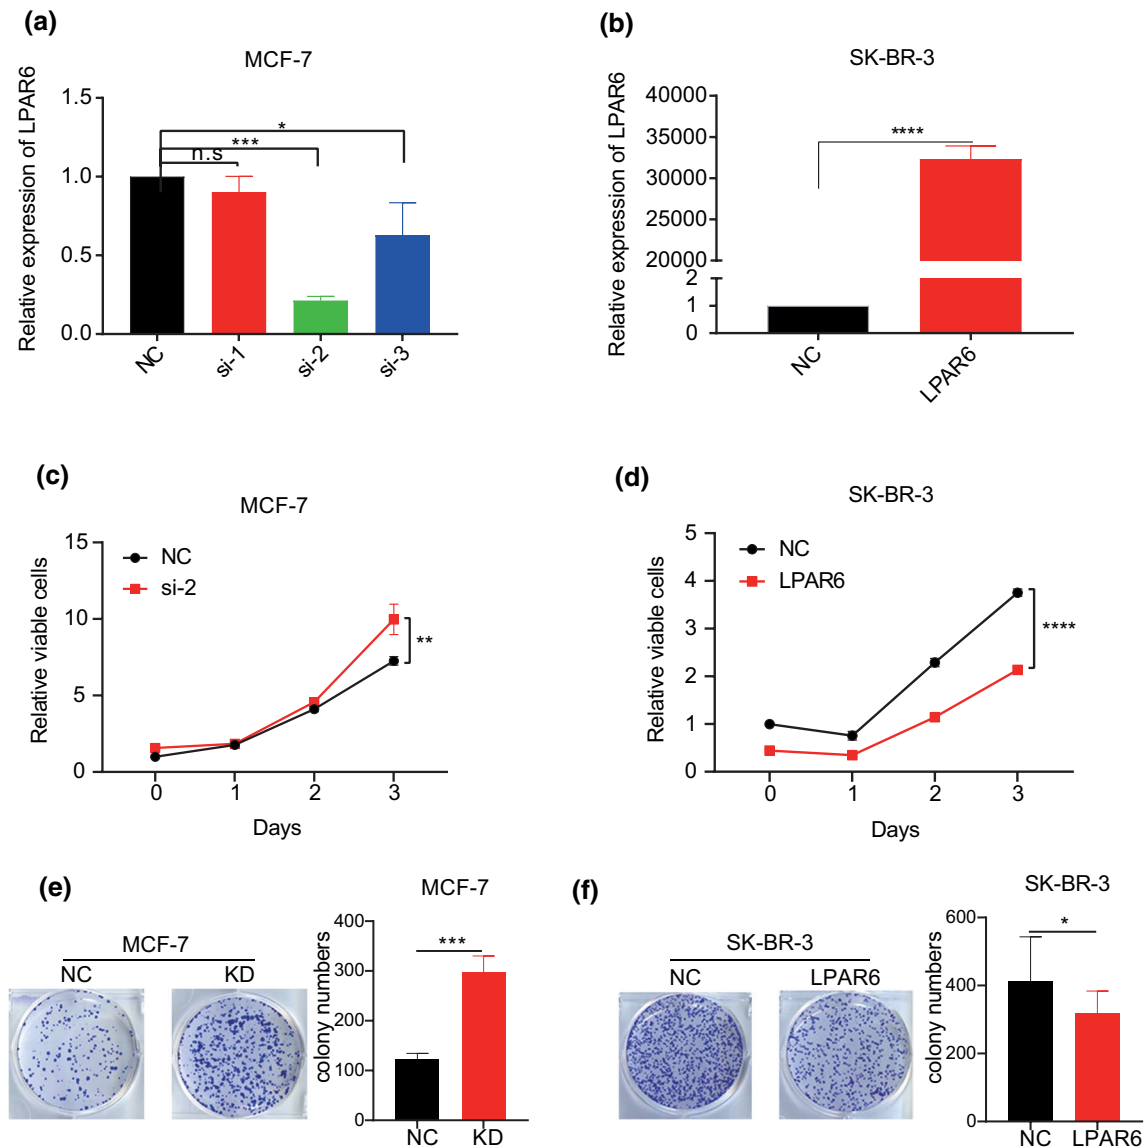 (a)
MCF-7
Relative expression of LPAR6
1.5
1.0
0.5
0.0
*
***
n.s
NC
si-1
si-2
si-3
(b)
SK-BR-3
Relative expression of LPAR6
40000
35000
30000
25000
20000
2
1
0
****
NC
LPAR6
(c)
MCF-7
Relative viable cells
15
10
5
0
NC
si-2
**
0 1 2 3
Days
(d)
SK-BR-3
Relative viable cells
5
4
3
2
1
0
NC
LPAR6
****
0 1 2 3
Days
(e)
MCF-7
NC KD
MCF-7
colony numbers
400
300
200
100
0
***
NC KD
(f)
SK-BR-3
NC LPAR6
SK-BR-3
colony numbers
600
400
200
0
*
NC LPAR6